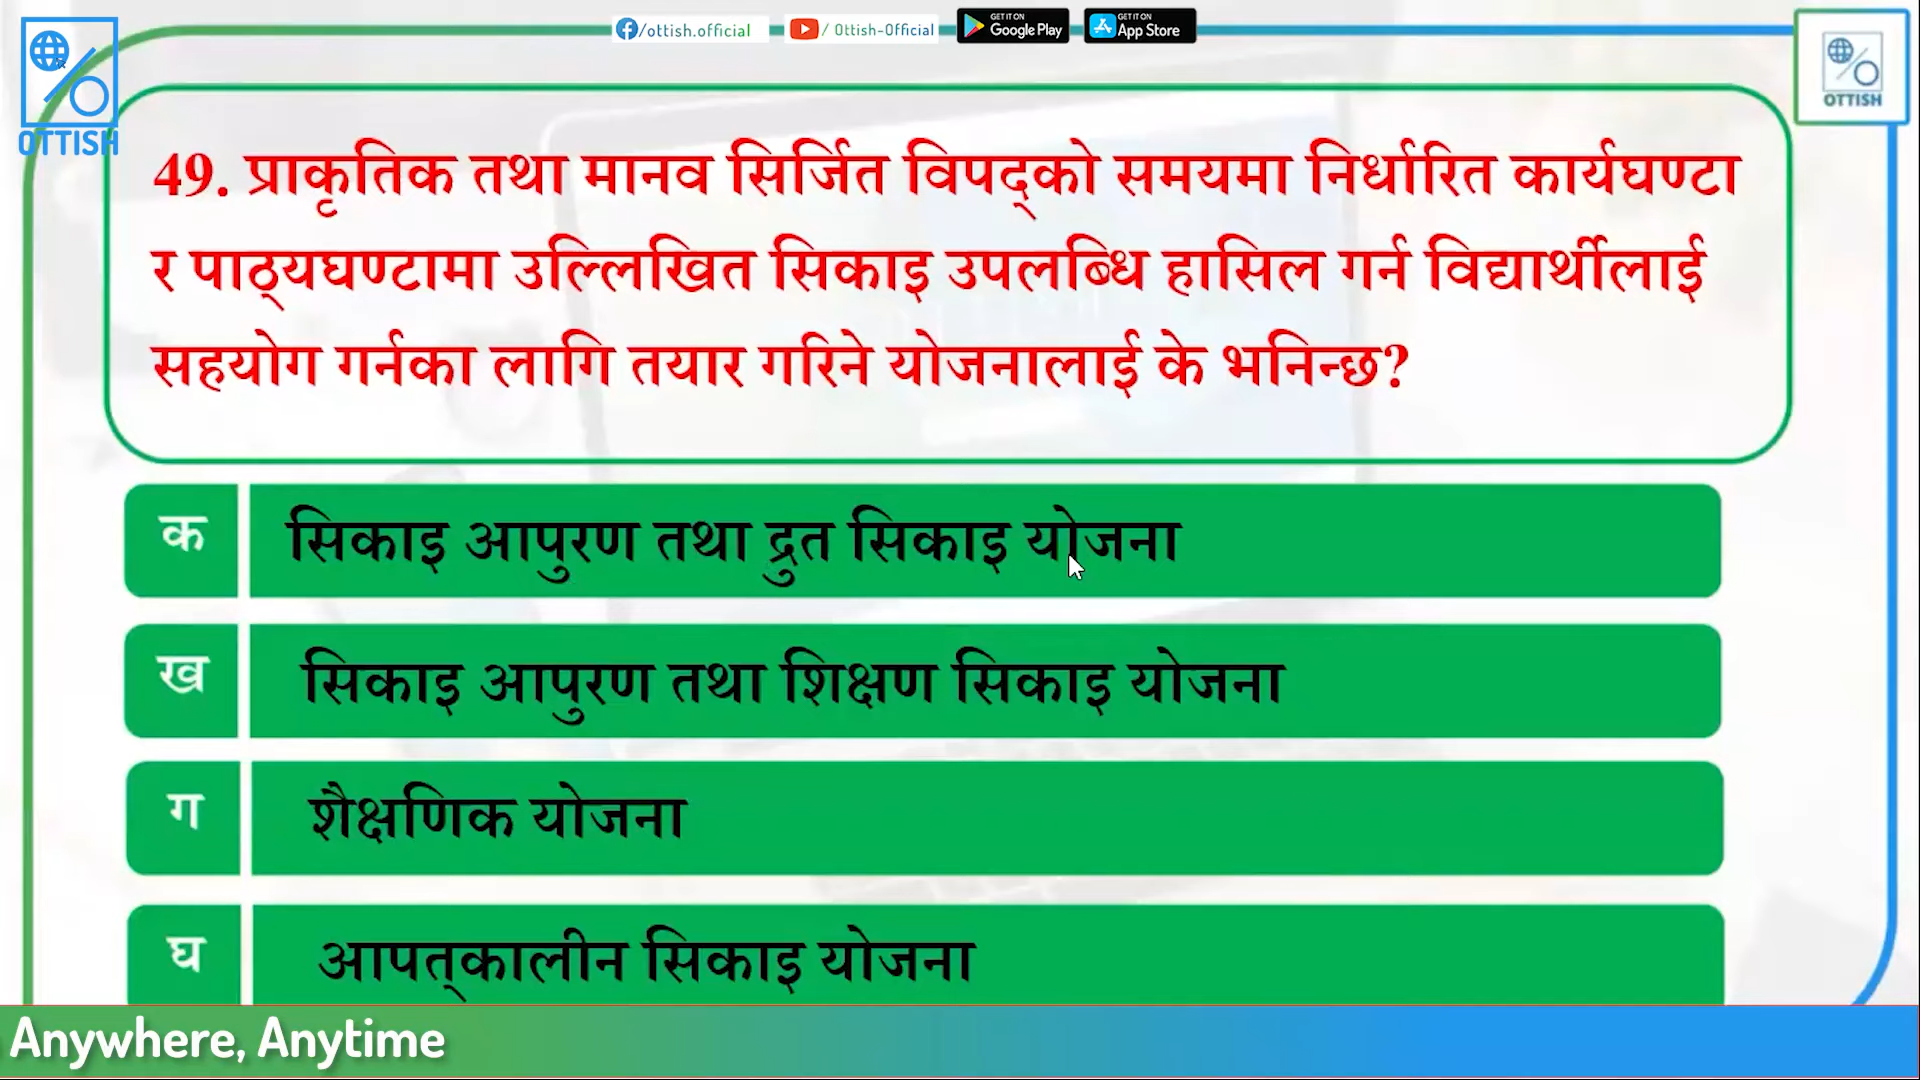 /ottish.official
/ Ottish-Official
GET IT ON
Google Play
GET IT ON
App Store
OTTISH
OTTISH
49. प्राकृतिक तथा मानव सिर्जित विपद्को समयमा निर्धारित कार्यघण्टा
र पाठ्यघण्टामा उल्लिखित सिकाइ उपलब्धि हासिल गर्न विद्यार्थीलाई
सहयोग गर्नका लागि तयार गरिने योजनालाई के भनिन्छ?
क सिकाइ आपुरण तथा द्रुत सिकाइ योजना
ख सिकाइ आपुरण तथा शिक्षण सिकाइ योजना
ग शैक्षणिक योजना
घ आपत्कालीन सिकाइ योजना
Anywhere, Anytime